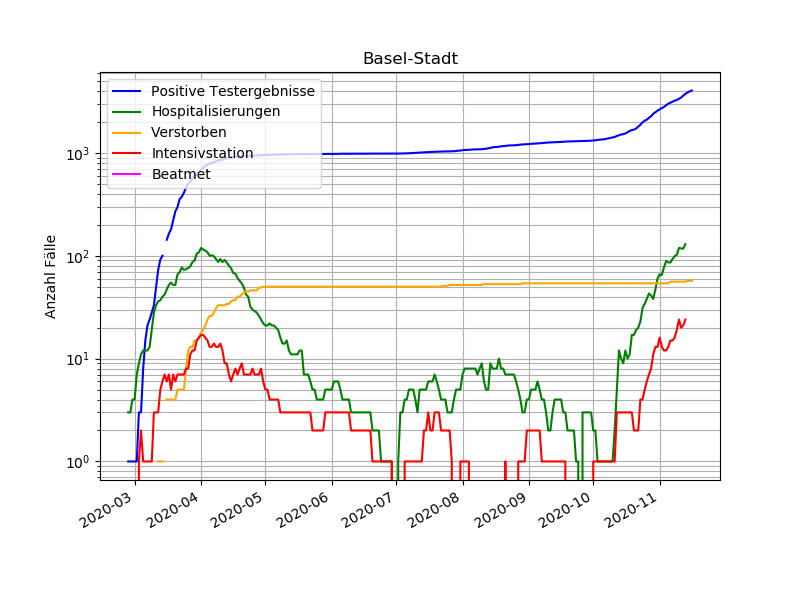 Basel-Stadt
Positive Testergebnisse
Hospitalisierungen
Verstorben
Intensivstation
Beatmet
Anzahl Fälle
10³
10²
10¹
10⁰
2020-03
2020-04
2020-05
2020-06
2020-07
2020-08
2020-09
2020-10
2020-11